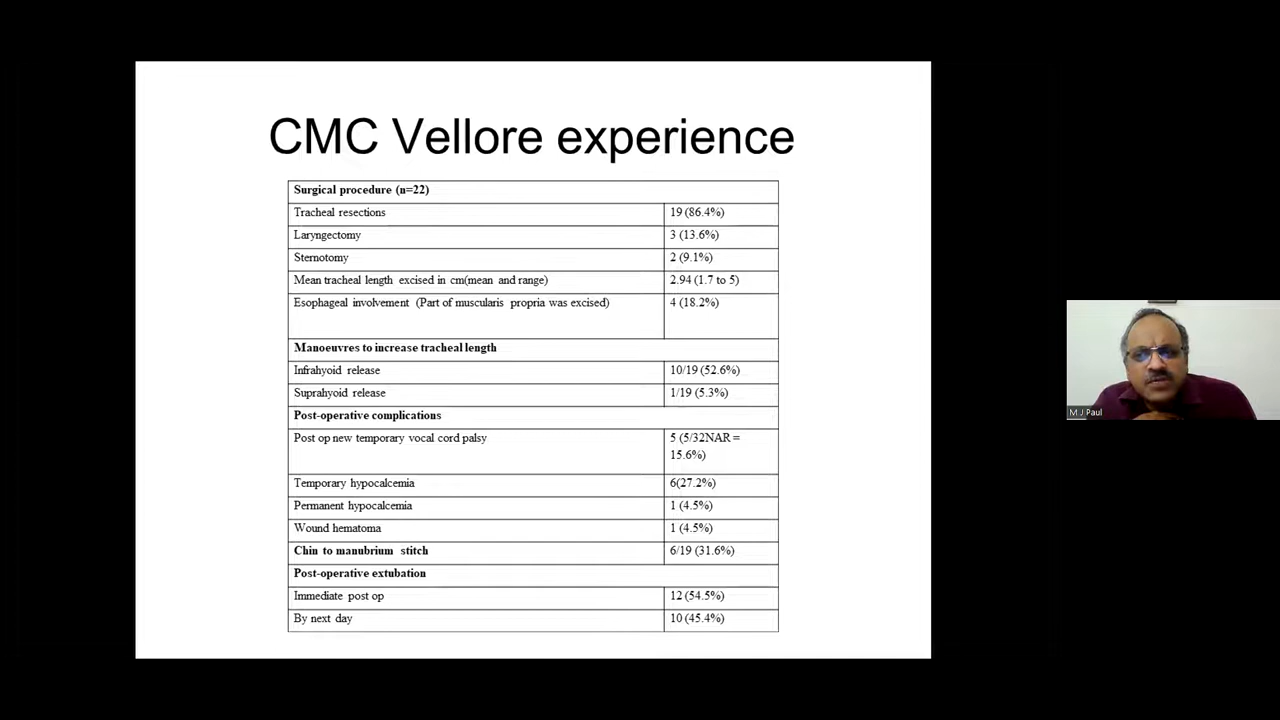 CMC Vellore experience
Surgical procedure (n=22)
Tracheal resections 19 (86.4%)
Laryngectomy 3 (13.6%)
Sternotomy 2 (9.1%)
Mean tracheal length excised in cm(mean and range) 2.94 (1.7 to 5)
Esophageal involvement (Part of muscularis propria was excised) 4 (18.2%)
Manoeuvres to increase tracheal length
Infrahyoid release 10/19 (52.6%)
Suprahyoid release 1/19 (5.3%)
Post-operative complications
Post op new temporary vocal cord palsy 5 (5/32NAR =
15.6%)
Temporary hypocalcemia 6(27.2%)
Permanent hypocalcemia 1 (4.5%)
Wound hematoma 1 (4.5%)
Chin to manubrium stitch 6/19 (31.6%)
Post-operative extubation
Immediate post op 12 (54.5%)
By next day 10 (45.4%)
M J Paul